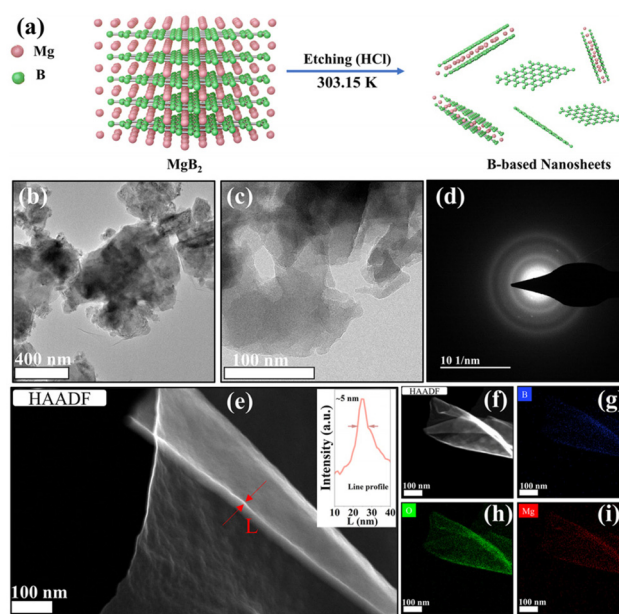 (a)
Mg
B
Etching (HCl)
303.15 K
MgB₂
B-based Nanosheets
(b)
400 nm
(c)
100 nm
(d)
10 1/nm
HAADF
(e)
L
100 nm
Intensity (a.u.)
~5 nm
Line profile
10 20 30 40
L (nm)
HAADF
(f)
100 nm
B
(g)
100 nm
O
(h)
100 nm
Mg
(i)
100 nm